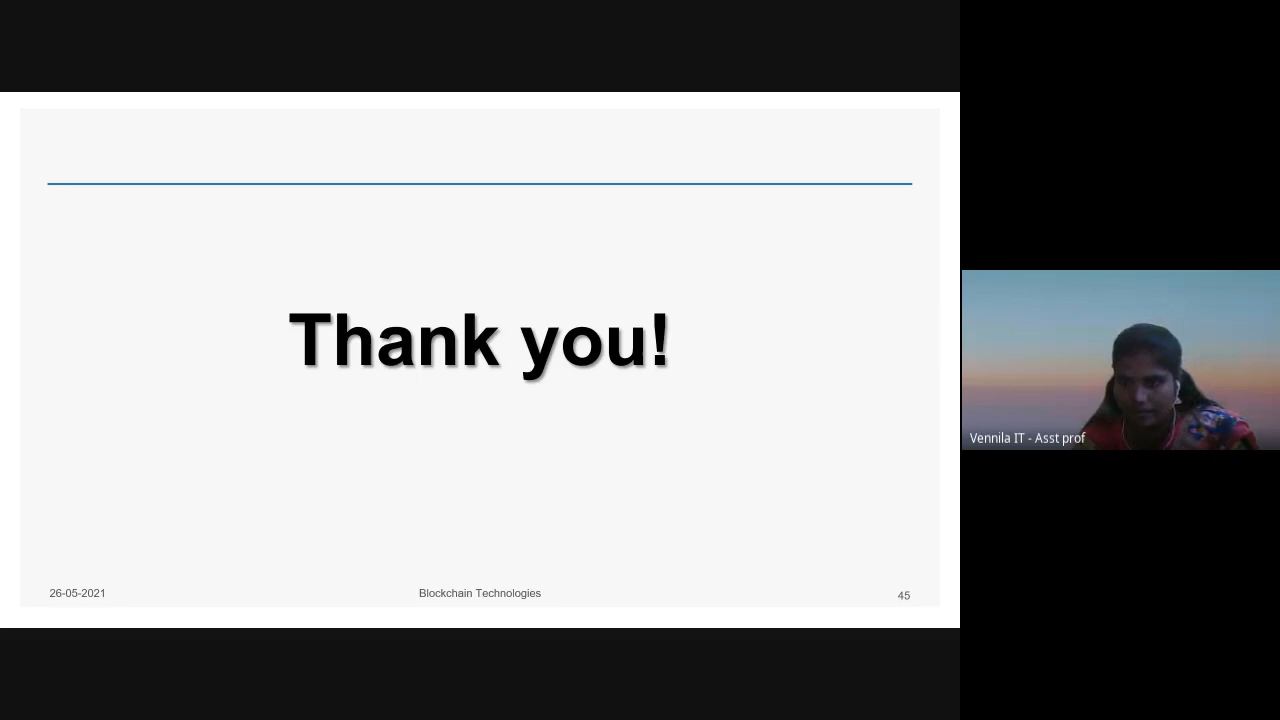 Thank you!
26-05-2021
Blockchain Technologies
45
Vennila IT - Asst prof